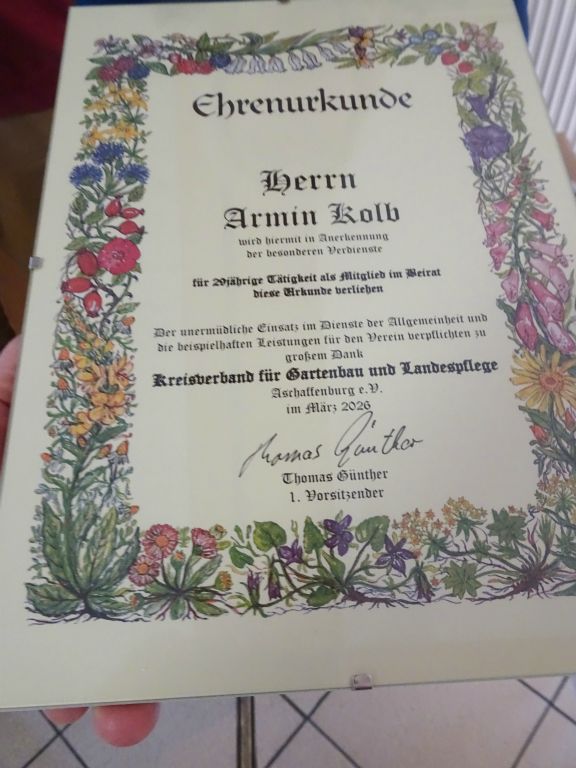 Ehrenurkunde
Herrn
Armin Kolb
wird hiermit in Anerkennung
der besonderen Verdienste
für 29jährige Tätigkeit als Mitglied im Beirat
diese Urkunde verliehen
Der unermüdliche Einsatz im Dienste der Allgemeinheit und
die beispielhaften Leistungen für den Verein verpflichten zu
großem Dank
Kreisverband für Gartenbau und Landespflege
Aschaffenburg e.V.
im März 2026
Thomas Günther
Thomas Günther
1. Vorsitzender